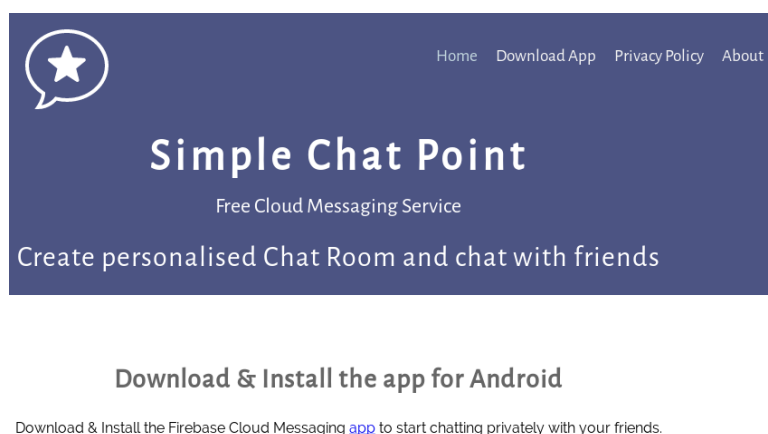 Home Download App Privacy Policy About
Simple Chat Point
Free Cloud Messaging Service
Create personalised Chat Room and chat with friends
Download & Install the app for Android
Download & Install the Firebase Cloud Messaging app to start chatting privately with your friends.